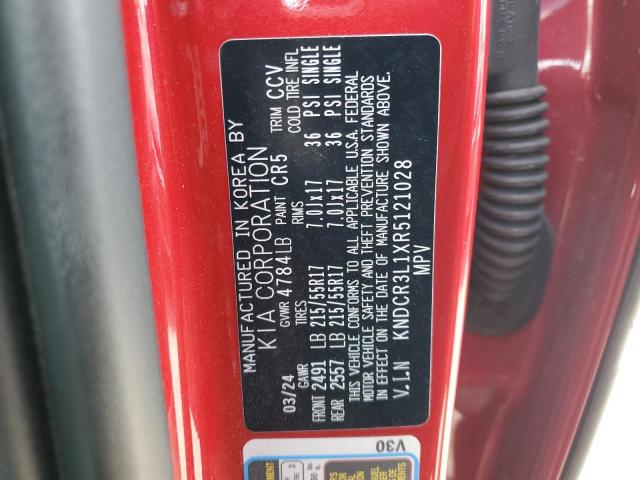 MANUFACTURED IN KOREA BY
KIA CORPORATION
GVWR 4784LB PAINT CR5 TRIM CCV
03/24 GAWR TIRES RIMS COLD TIRE INFL
FRONT 2491 LB 215/55R17 7.0Jx17 36 PSI SINGLE
REAR 2557 LB 215/55R17 7.0Jx17 36 PSI SINGLE
THIS VEHICLE CONFORMS TO ALL APPLICABLE U.S.A. FEDERAL
MOTOR VEHICLE SAFETY AND THEFT PREVENTION STANDARDS
IN EFFECT ON THE DATE OF MANUFACTURE SHOWN ABOVE.
V.I.N KNDCR3L1XR5121028
MPV
V30